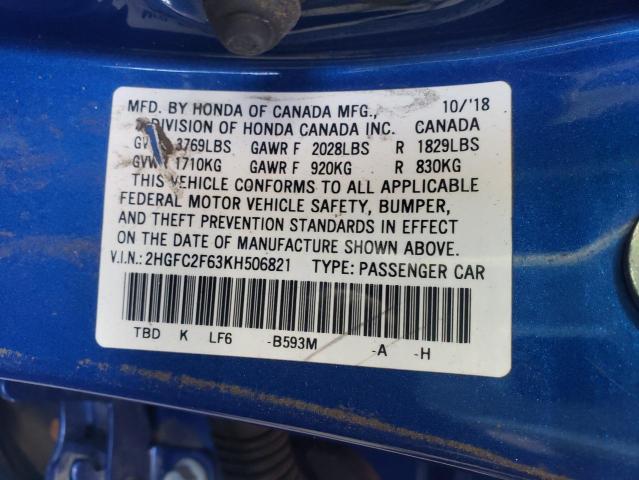 MFD. BY HONDA OF CANADA MFG., 10/'18
DIVISION OF HONDA CANADA INC. CANADA
3769LBS GAWR F 2028LBS R 1829LBS
1710KG GAWR F 920KG R 830KG
THIS VEHICLE CONFORMS TO ALL APPLICABLE
FEDERAL MOTOR VEHICLE SAFETY, BUMPER,
AND THEFT PREVENTION STANDARDS IN EFFECT
ON THE DATE OF MANUFACTURE SHOWN ABOVE.
V.I.N.: 2HGFC2F63KH506821 TYPE: PASSENGER CAR
TBD K LF6 -B593M -A -H